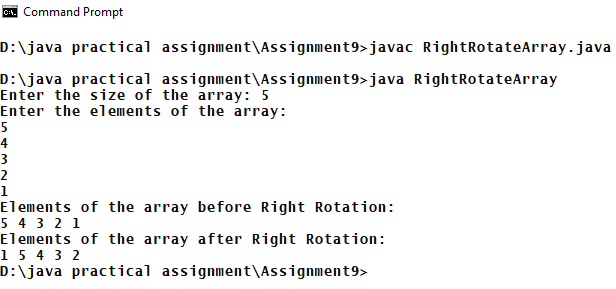 Command Prompt
D:\java practical assignment\Assignment9>javac RightRotateArray.java
D:\java practical assignment\Assignment9>java RightRotateArray
Enter the size of the array: 5
Enter the elements of the array:
5
4
3
2
1
Elements of the array before Right Rotation:
5 4 3 2 1
Elements of the array after Right Rotation:
1 5 4 3 2
D:\java practical assignment\Assignment9>